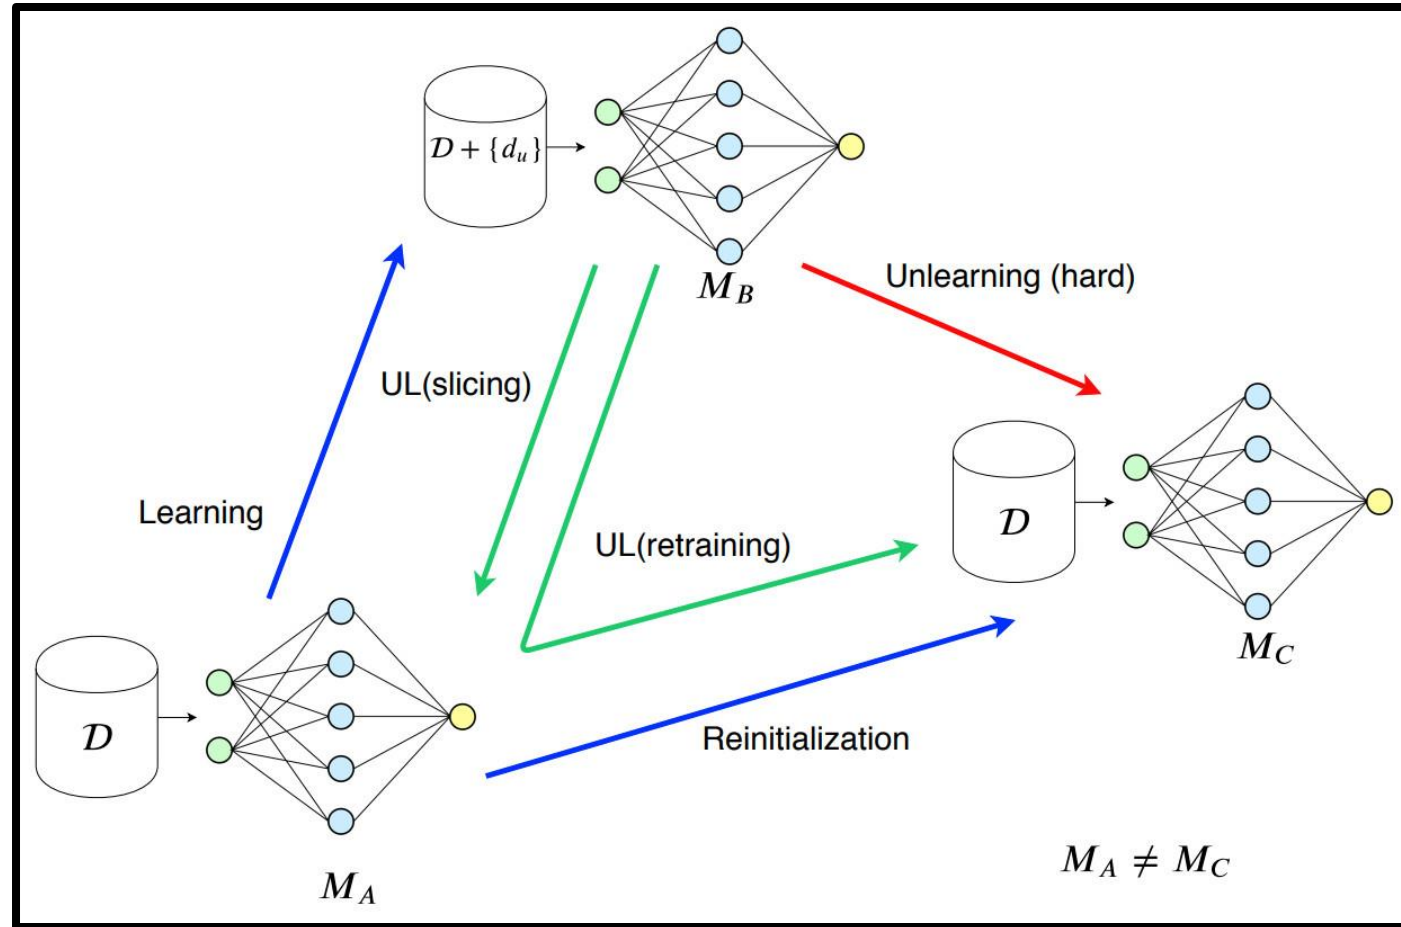 𝒟 + {d_u}
M_B
Unlearning (hard)
UL(slicing)
Learning
UL(retraining)
𝒟
M_C
𝒟
Reinitialization
M_A
M_A ≠ M_C